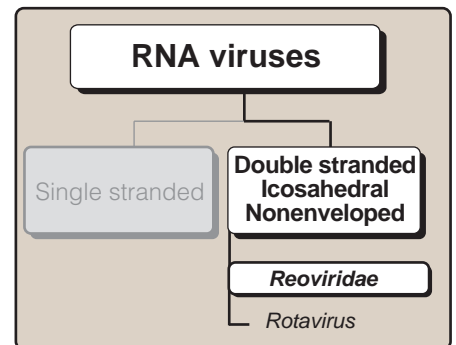 RNA viruses
Single stranded
Double stranded
Icosahedral
Nonenveloped
Reoviridae
Rotavirus